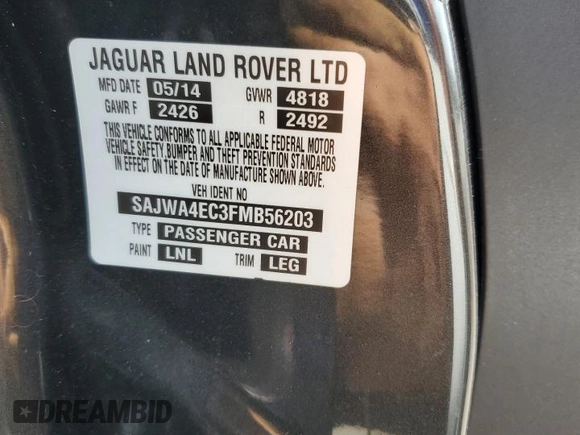 JAGUAR LAND ROVER LTD
MFD DATE 05/14 GVWR 4818
GAWR F 2426 R 2492
THIS VEHICLE CONFORMS TO ALL APPLICABLE FEDERAL MOTOR
VEHICLE SAFETY, BUMPER AND THEFT PREVENTION STANDARDS
IN EFFECT ON THE DATE OF MANUFACTURE SHOWN ABOVE.
VEH IDENT NO
SAJWA4EC3FMB56203
TYPE PASSENGER CAR
PAINT LNL TRIM LEG
DREAMBID